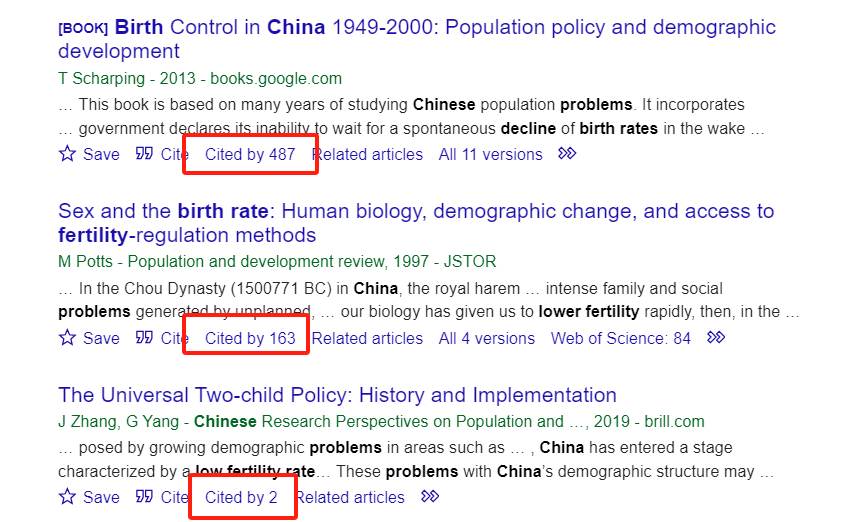 [BOOK] Birth Control in China 1949-2000: Population policy and demographic
development
T Scharping - 2013 - books.google.com
… This book is based on many years of studying Chinese population problems. It incorporates
… government declares its inability to wait for a spontaneous decline of birth rates in the wake …
Save Cite Cited by 487 Related articles All 11 versions
Sex and the birth rate: Human biology, demographic change, and access to
fertility-regulation methods
M Potts - Population and development review, 1997 - JSTOR
… In the Chou Dynasty (1500771 BC) in China, the royal harem … intense family and social
problems generated by unplanned, … our biology has given us to lower fertility rapidly, then, in the …
Save Cite Cited by 163 Related articles All 4 versions Web of Science: 84
The Universal Two-child Policy: History and Implementation
J Zhang, G Yang - Chinese Research Perspectives on Population and …, 2019 - brill.com
… posed by growing demographic problems in areas such as … , China has entered a stage
characterized by a low fertility rate… These problems with China's demographic structure may …
Save Cite Cited by 2 Related articles